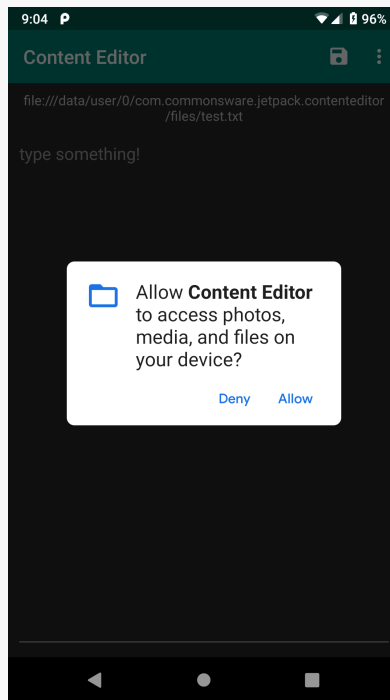 9:04 96%
Content Editor
file:///data/user/0/com.commonsware.jetpack.contenteditor
/files/test.txt
type something!
Allow Content Editor
to access photos,
media, and files on
your device?
Deny Allow